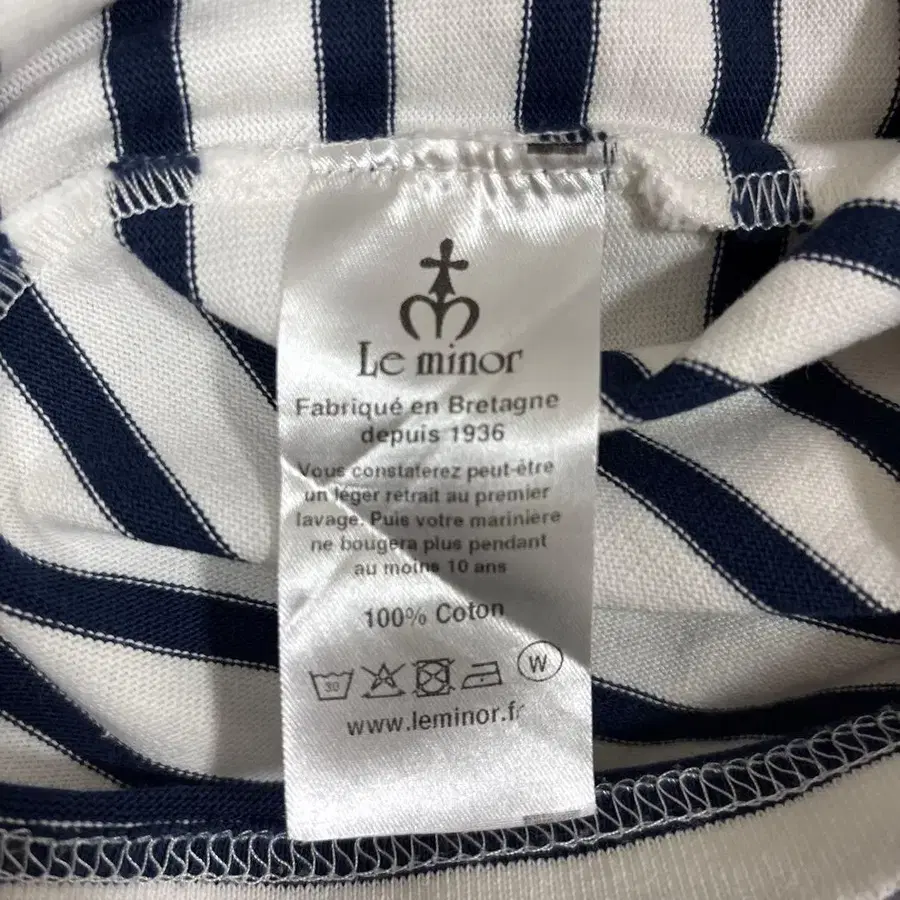 Le minor
Fabriqué en Bretagne
depuis 1936
Vous constaterez peut-être
un léger retrait au premier
lavage. Puis votre marinière
ne bougera plus pendant
au moins 10 ans
100% Coton
30
W
www.leminor.fr